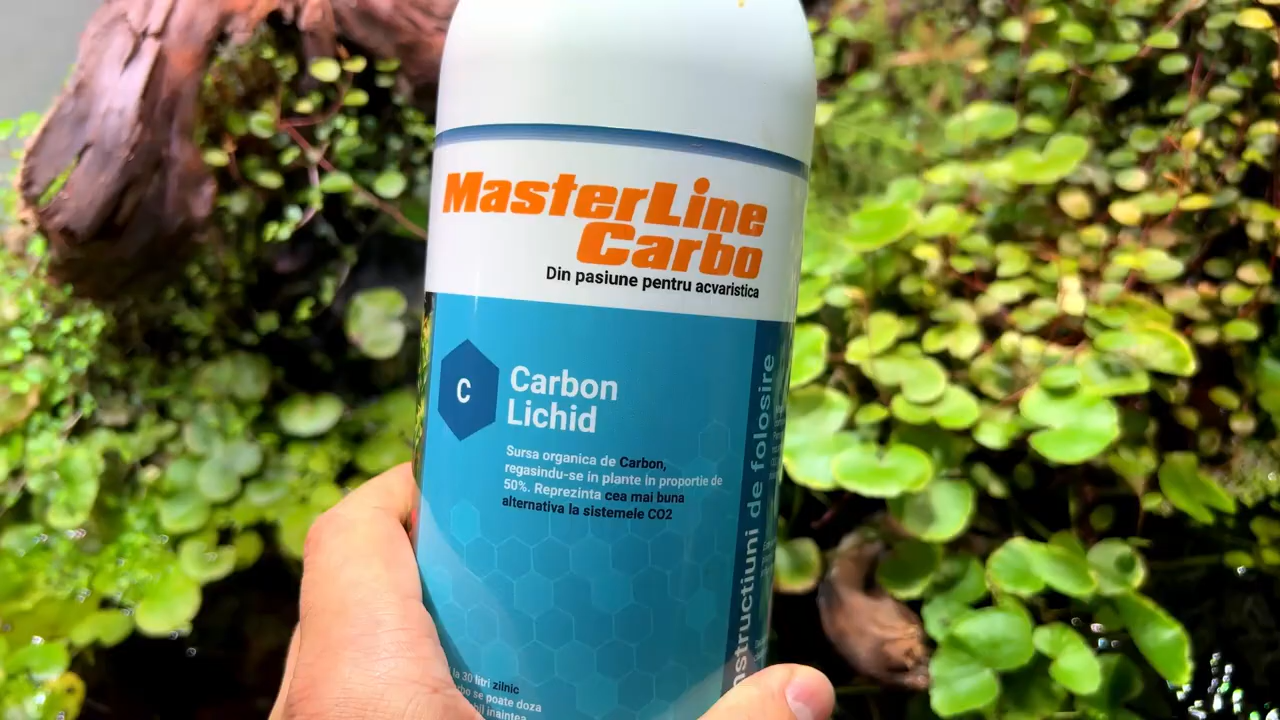 MasterLine
Carbo
Din pasiune pentru acvaristica
C
Carbon
Lichid
Sursa organica de Carbon,
regasindu-se in plante in proportie de
50%. Reprezinta cea mai buna
alternativa la sistemele CO2
la 30 litri zilnic
se poate doza
inaintea
de folosire